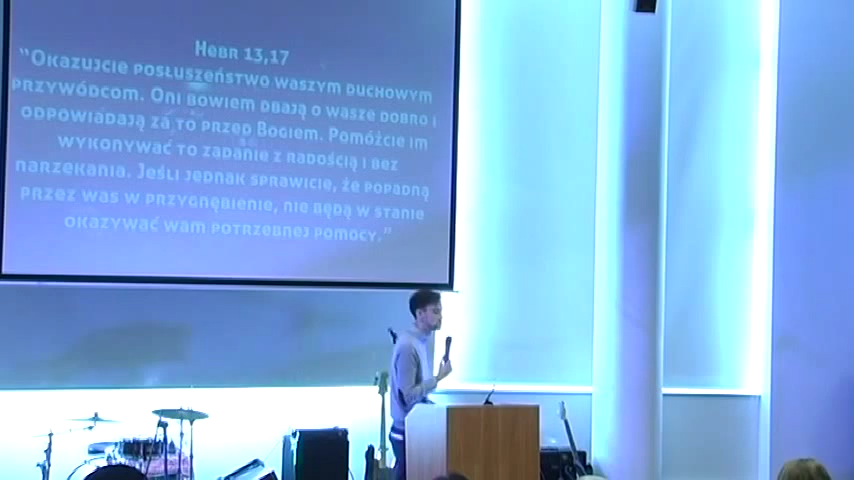 Hebr 13,17
"Okazujcie posłuszeństwo waszym duchowym
przywódcom. Oni bowiem dbają o wasze dobro i
odpowiadają za to przed Bogiem. Pomóżcie im
wykonywać to zadanie z radością i bez
narzekania. Jeśli jednak sprawicie, że popadną
przez was w przygnębienie, nie będą w stanie
okazywać wam potrzebnej pomocy."